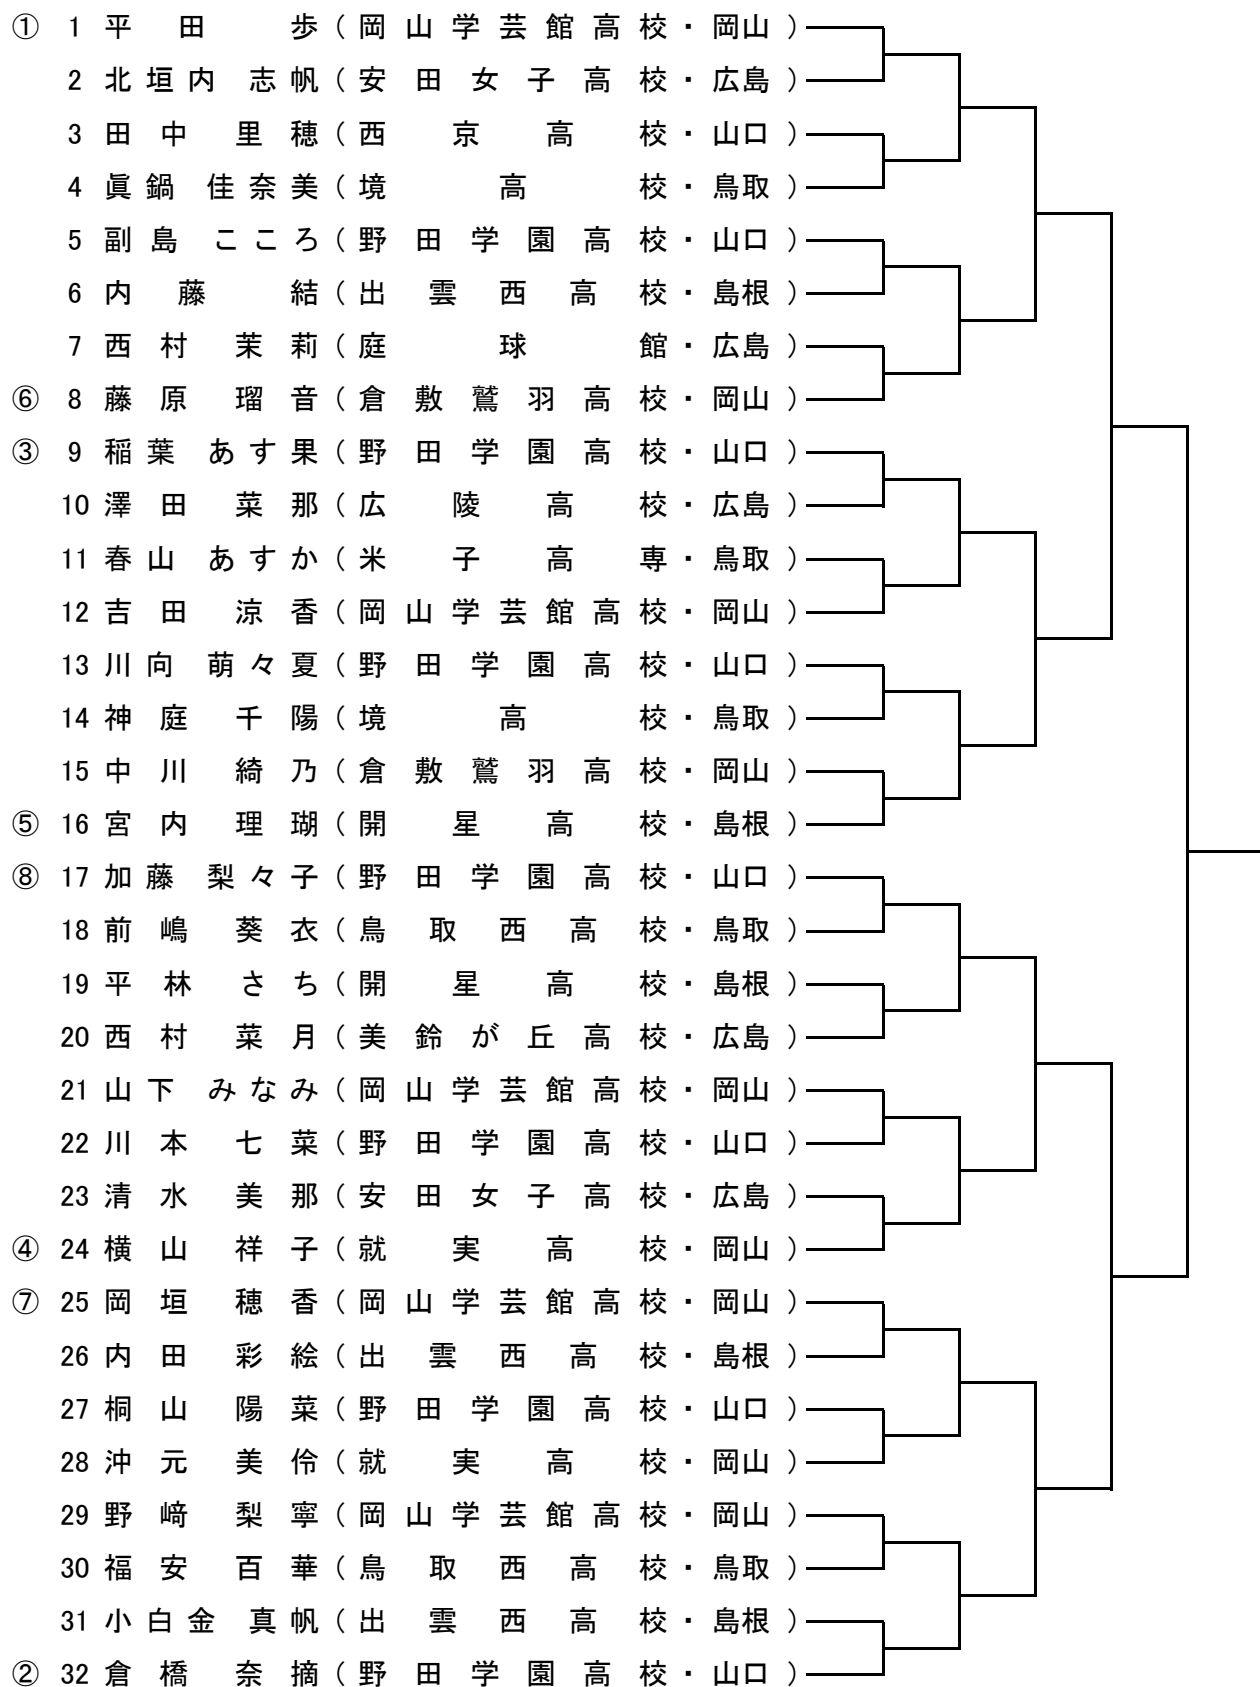 ① 1 平田 歩（岡山学芸館高校・岡山）
2 北垣内 志帆（安田女子高校・広島）
3 田中 里穂（西京高校・山口）
4 眞鍋 佳奈美（境高校・鳥取）
5 副島 こころ（野田学園高校・山口）
6 内藤 結（出雲西高校・島根）
7 西村 茉莉（庭球館・広島）
⑥ 8 藤原 瑠音（倉敷鷲羽高校・岡山）
③ 9 稲葉 あす果（野田学園高校・山口）
10 澤田 菜那（広陵高校・広島）
11 春山 あすか（米子高専・鳥取）
12 吉田 涼香（岡山学芸館高校・岡山）
13 川向 萌々夏（野田学園高校・山口）
14 神庭 千陽（境高校・鳥取）
15 中川 綺乃（倉敷鷲羽高校・岡山）
⑤ 16 宮内 理瑚（開星高校・島根）
⑧ 17 加藤 梨々子（野田学園高校・山口）
18 前嶋 葵衣（鳥取西高校・鳥取）
19 平林 さち（開星高校・島根）
20 西村 菜月（美鈴が丘高校・広島）
21 山下 みなみ（岡山学芸館高校・岡山）
22 川本 七菜（野田学園高校・山口）
23 清水 美那（安田女子高校・広島）
④ 24 横山 祥子（就実高校・岡山）
⑦ 25 岡垣 穂香（岡山学芸館高校・岡山）
26 内田 彩絵（出雲西高校・島根）
27 桐山 陽菜（野田学園高校・山口）
28 沖元 美伶（就実高校・岡山）
29 野﨑 梨寧（岡山学芸館高校・岡山）
30 福安 百華（鳥取西高校・鳥取）
31 小白金 真帆（出雲西高校・島根）
② 32 倉橋 奈摘（野田学園高校・山口）